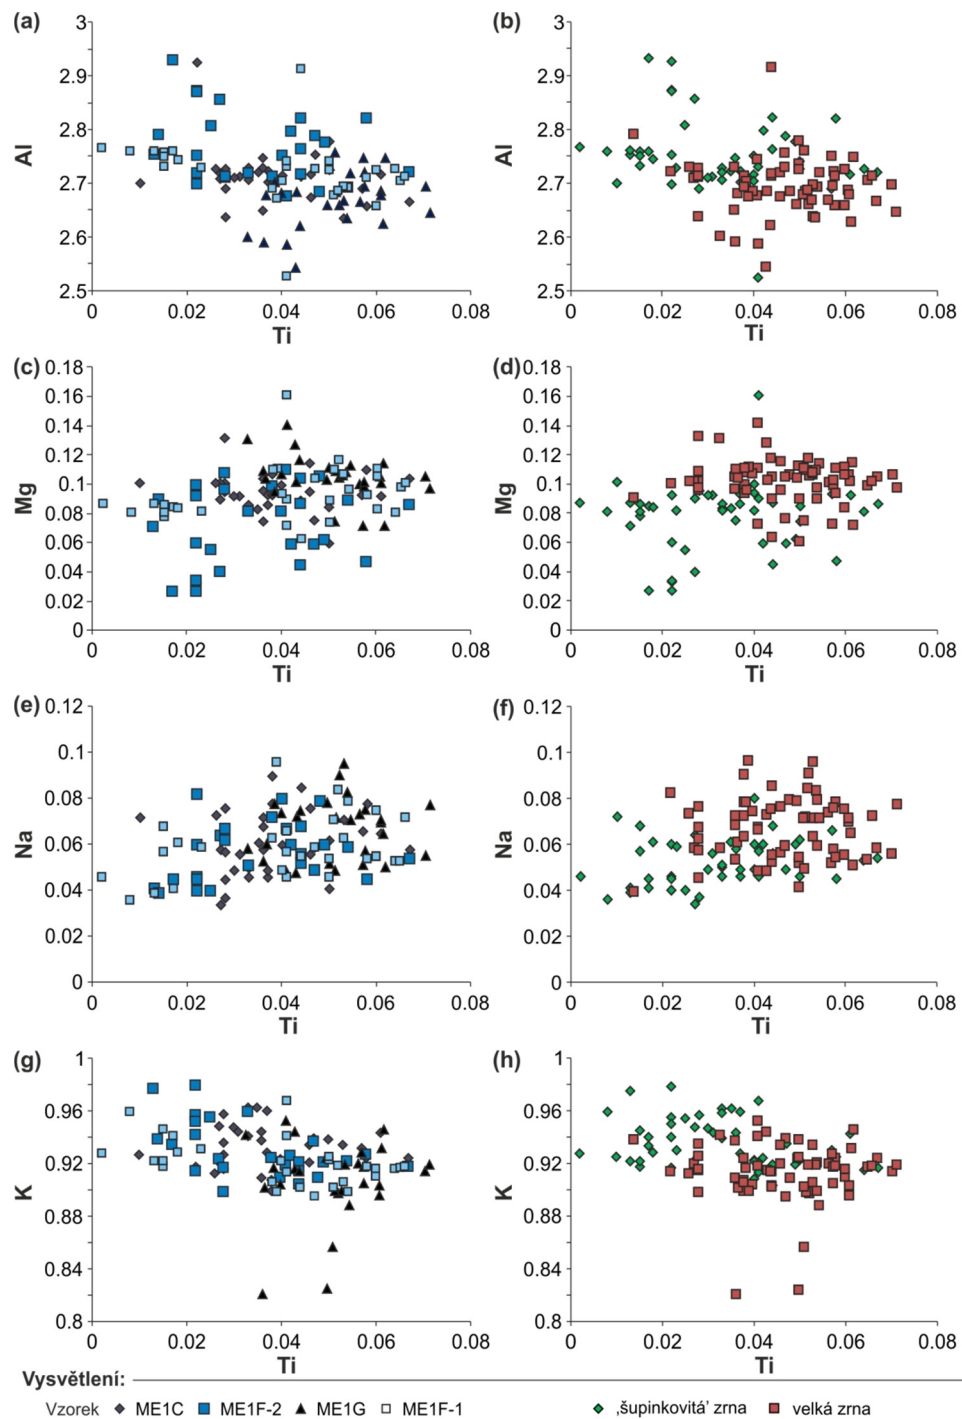 (a) (b)
3 3
2.9 2.9
2.8 2.8
Al Al
2.7 2.7
2.6 2.6
2.5 2.5
0 0.02 0.04 0.06 0.08 0 0.02 0.04 0.06 0.08
Ti Ti
(c) 0.18 (d) 0.18
0.16 0.16
0.14 0.14
0.12 0.12
Mg 0.1 Mg 0.1
0.08 0.08
0.06 0.06
0.04 0.04
0.02 0.02
0 0
0 0.02 0.04 0.06 0.08 0 0.02 0.04 0.06 0.08
Ti Ti
(e) 0.12 (f) 0.12
0.1 0.1
0.08 0.08
Na 0.06 Na 0.06
0.04 0.04
0.02 0.02
0 0
0 0.02 0.04 0.06 0.08 0 0.02 0.04 0.06 0.08
Ti Ti
(g) 1 (h) 1
0.96 0.96
0.92 0.92
K K
0.88 0.88
0.84 0.84
0.8 0.8
0 0.02 0.04 0.06 0.08 0 0.02 0.04 0.06 0.08
Ti Ti
Vysvětlení:
Vzorek ME1C ME1F-2 ME1G ME1F-1 ‚šupinkovitá’ zrna velká zrna